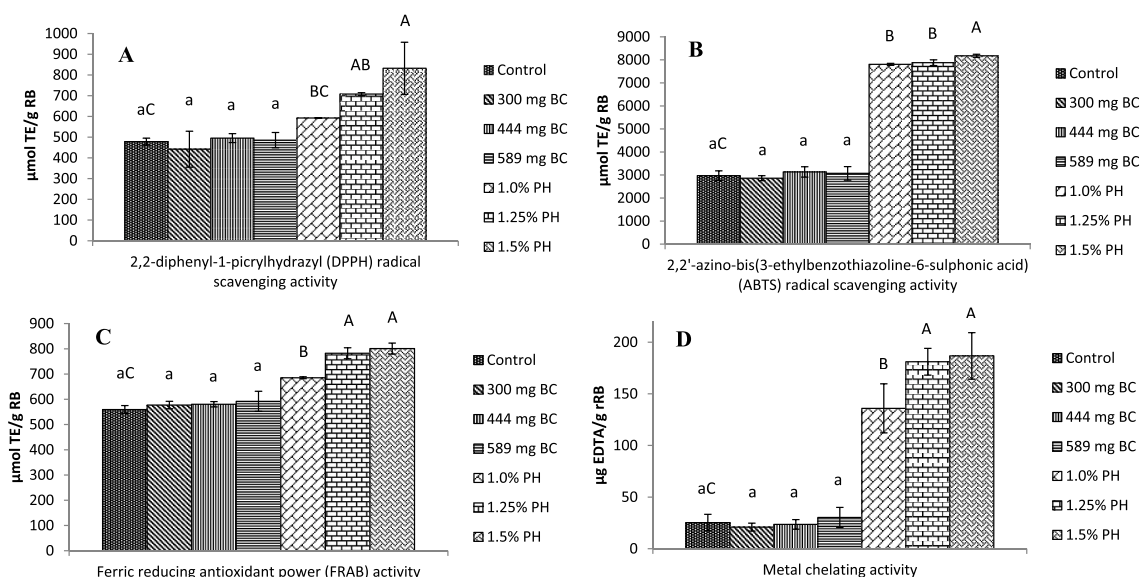 A
µmol TE/g RB
1000
900
800
700
600
500
400
300
200
100
0
aC
a
a
a
BC
AB
A
2,2-diphenyl-1-picrylhydrazyl (DPPH) radical
scavenging activity
Control
300 mg BC
444 mg BC
589 mg BC
1.0% PH
1.25% PH
1.5% PH
B
µmol TE/g RB
9000
8000
7000
6000
5000
4000
3000
2000
1000
0
aC
a
a
a
B
B
A
2,2'-azino-bis(3-ethylbenzothiazoline-6-sulphonic acid)
(ABTS) radical scavenging activity
Control
300 mg BC
444 mg BC
589 mg BC
1.0% PH
1.25% PH
1.5% PH
C
µmol TE/g RB
900
800
700
600
500
400
300
200
100
0
aC
a
a
a
B
A
A
Ferric reducing antioxidant power (FRAB) activity
Control
300 mg BC
444 mg BC
589 mg BC
1.0% PH
1.25% PH
1.5% PH
D
µg EDTA/g rRB
200
150
100
50
0
aC
a
a
a
B
A
A
Metal chelating activity
Control
300 mg BC
444 mg BC
589 mg BC
1.0% PH
1.25% PH
1.5% PH